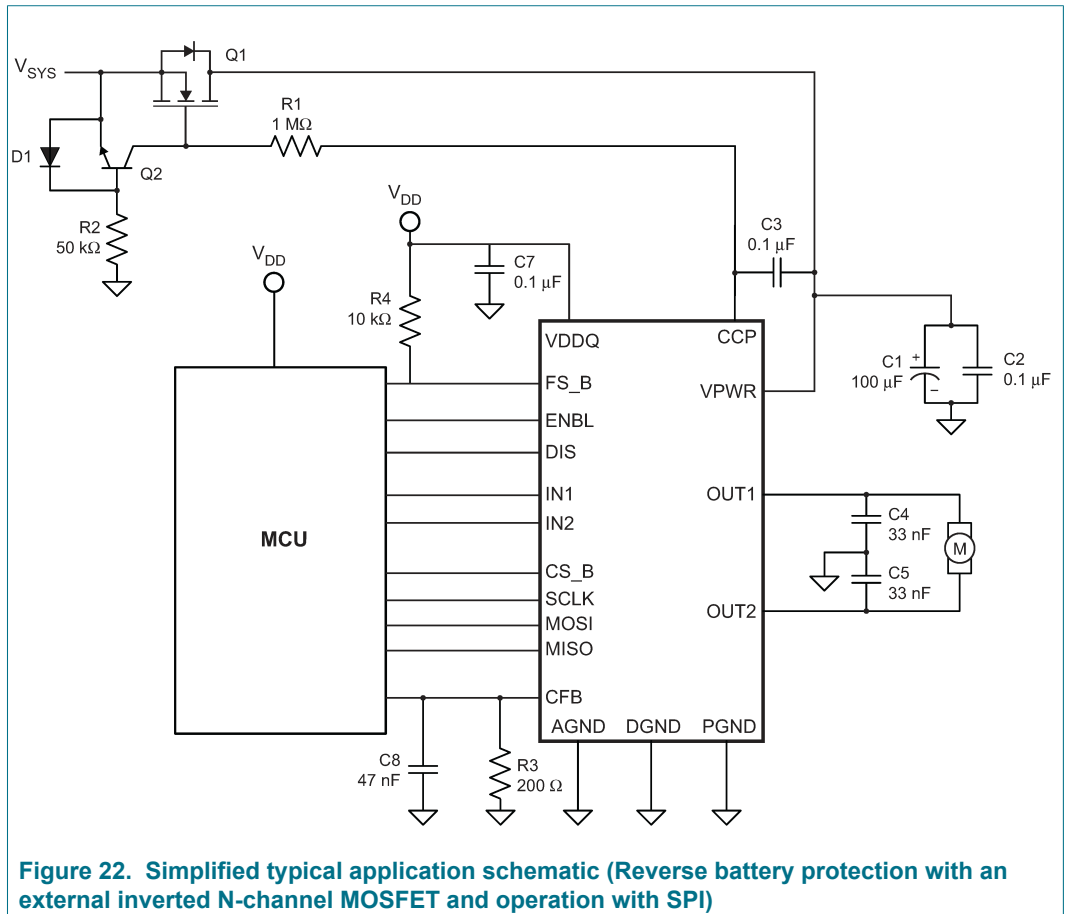 V_SYS
Q1
R1
1 MΩ
D1
Q2
R2
50 kΩ
V_DD
V_DD
C7
0.1 μF
C3
0.1 μF
R4
10 kΩ
VDDQ
CCP
C1
100 μF
+
−
C2
0.1 μF
FS_B
VPWR
ENBL
DIS
IN1
OUT1
IN2
C4
33 nF
M
MCU
CS_B
C5
33 nF
SCLK
OUT2
MOSI
MISO
CFB
AGND
DGND
PGND
C8
47 nF
R3
200 Ω
Figure 22. Simplified typical application schematic (Reverse battery protection with an
external inverted N-channel MOSFET and operation with SPI)